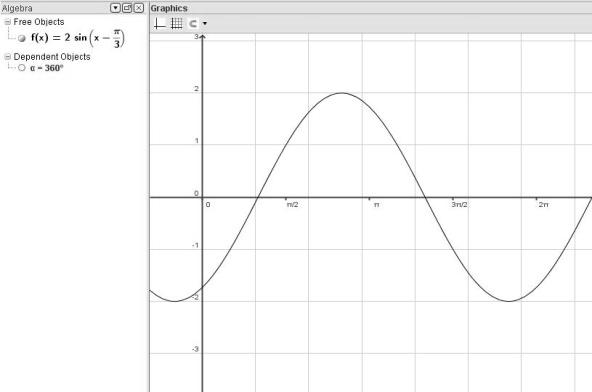 Algebra
Free Objects
f(x) = 2 sin(x − π/3)
Dependent Objects
α = 360°
Graphics
3
2
1
0
-1
-2
-3
0 π/2 π 3π/2 2π